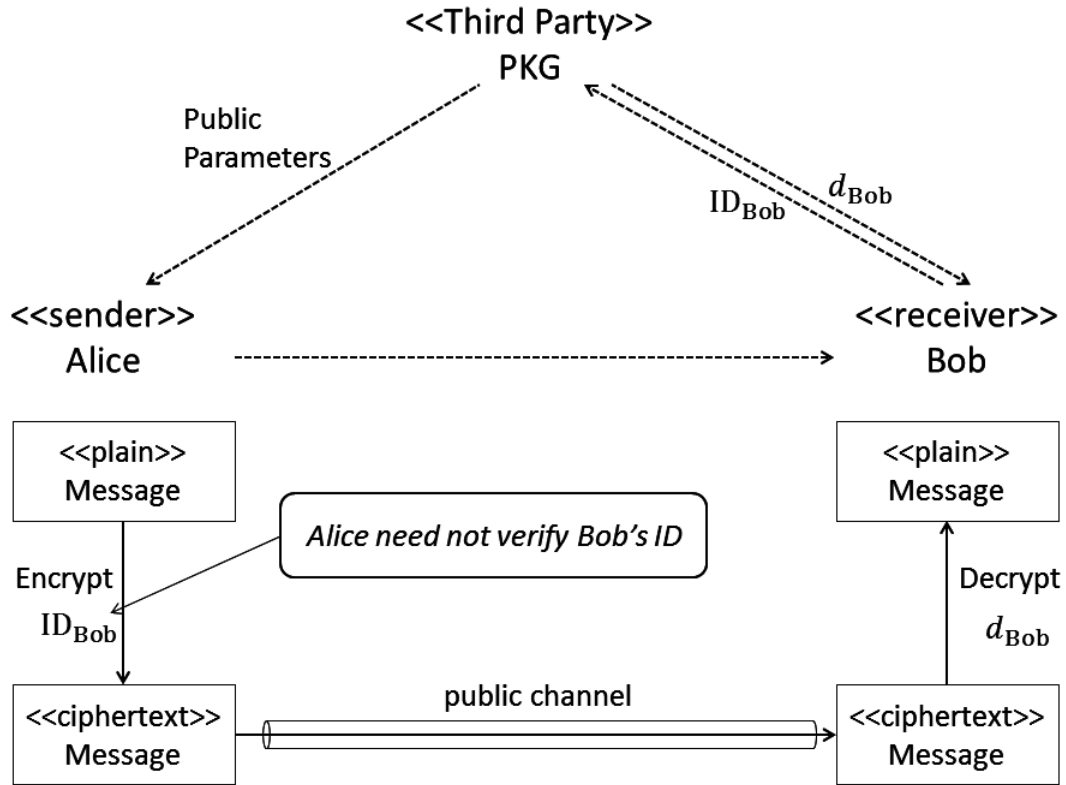 <<Third Party>>
PKG
Public
Parameters
ID_Bob
d_Bob
<<sender>>
Alice
<<receiver>>
Bob
<<plain>>
Message
<<plain>>
Message
Alice need not verify Bob's ID
Encrypt
ID_Bob
Decrypt
d_Bob
<<ciphertext>>
Message
public channel
<<ciphertext>>
Message